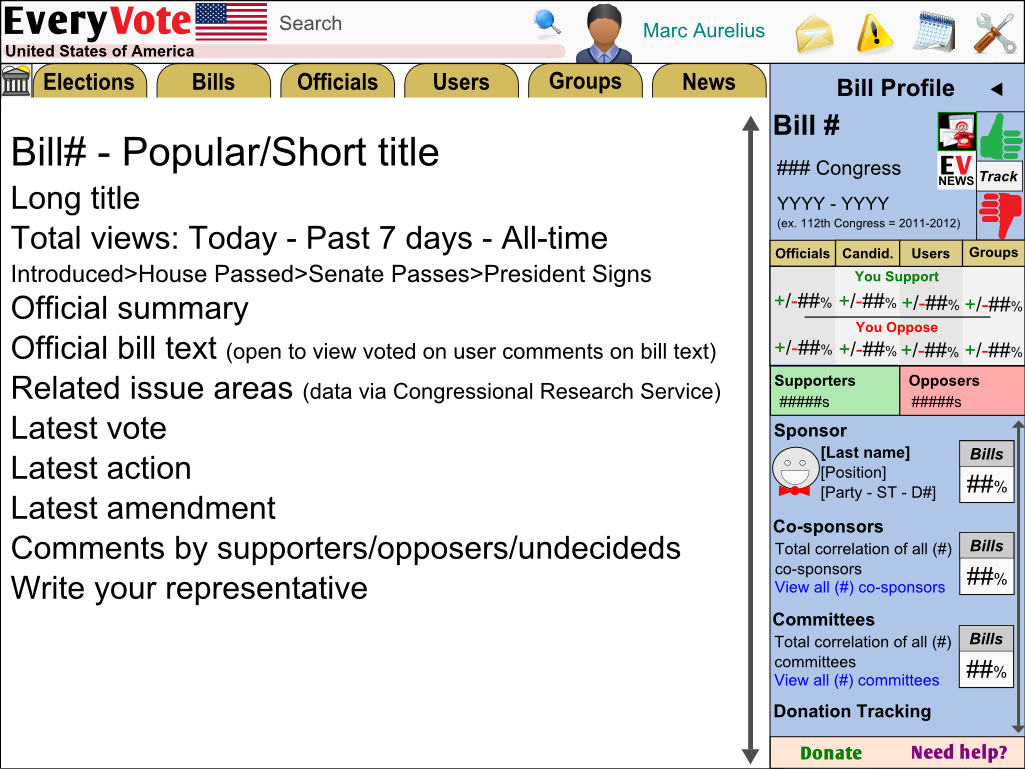 EveryVote
United States of America
Search
Marc Aurelius
Elections
Bills
Officials
Users
Groups
News
Bill# - Popular/Short title
Long title
Total views: Today - Past 7 days - All-time
Introduced>House Passed>Senate Passes>President Signs
Official summary
Official bill text (open to view voted on user comments on bill text)
Related issue areas (data via Congressional Research Service)
Latest vote
Latest action
Latest amendment
Comments by supporters/opposers/undecideds
Write your representative
Bill Profile
Bill #
### Congress
EV
NEWS
Track
YYYY - YYYY
(ex. 112th Congress = 2011-2012)
Officials
Candid.
Users
Groups
You Support
+/-##% +/-##% +/-##% +/-##%
You Oppose
+/-##% +/-##% +/-##% +/-##%
Supporters
#####s
Opposers
#####s
Sponsor
[Last name]
[Position]
[Party - ST - D#]
Bills
##%
Co-sponsors
Total correlation of all (#)
co-sponsors
View all (#) co-sponsors
Bills
##%
Committees
Total correlation of all (#)
committees
View all (#) committees
Bills
##%
Donation Tracking
Donate
Need help?